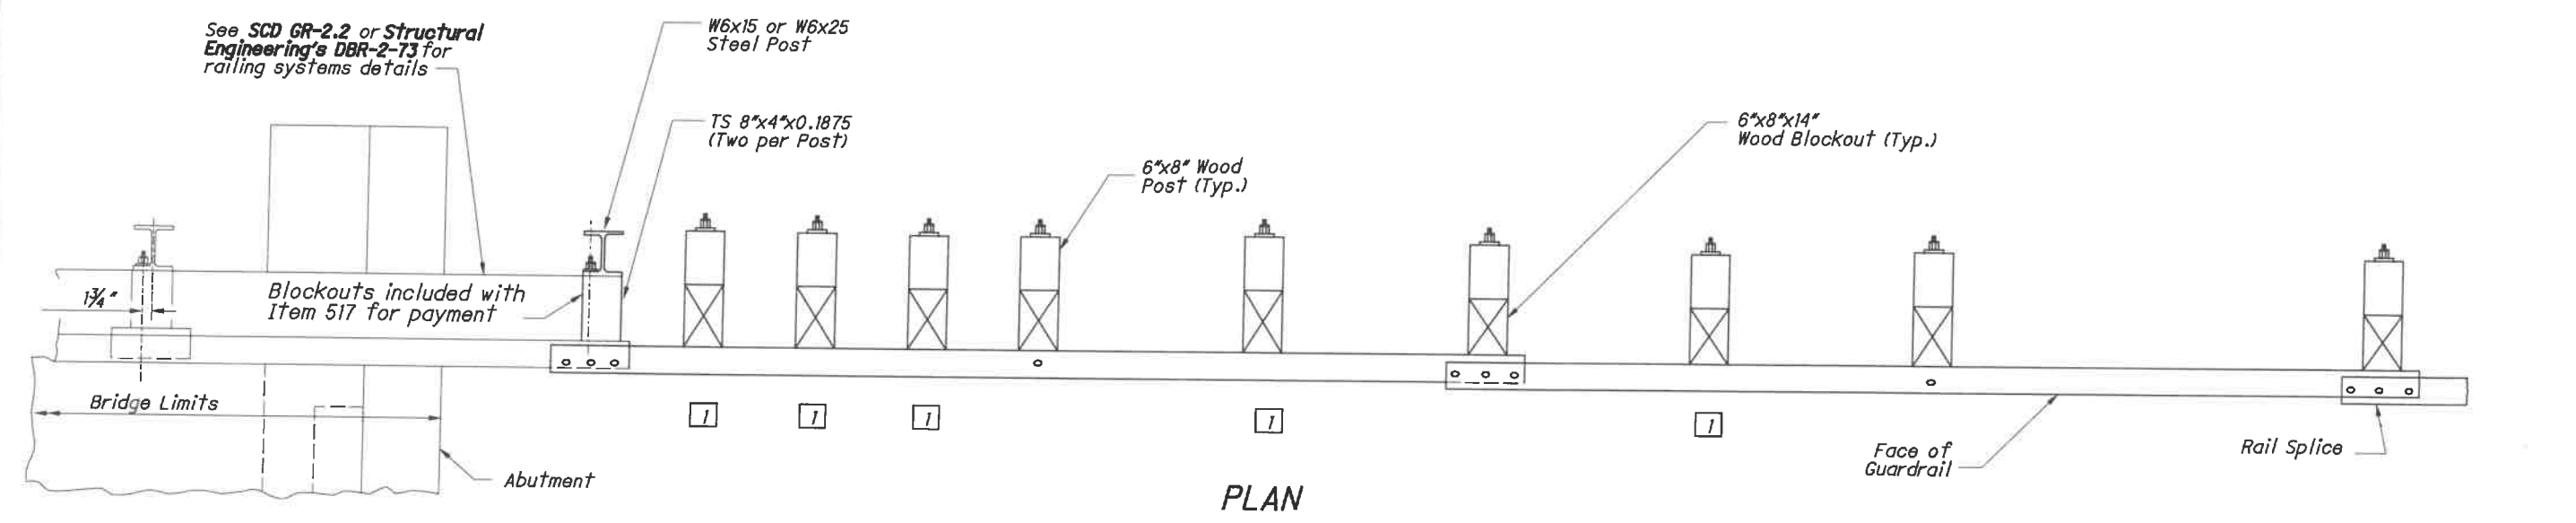 See SCD GR-2.2 or Structural
Engineering's DBR-2-73 for
railing systems details
W6x15 or W6x25
Steel Post
TS 8"x4"x0.1875
(Two per Post)
6"x8" Wood
Post (Typ.)
6"x8"x14"
Wood Blockout (Typ.)
1¾"
Blockouts included with
Item 517 for payment
Bridge Limits
1
1
1
1
1
Abutment
Face of
Guardrail
Rail Splice
PLAN